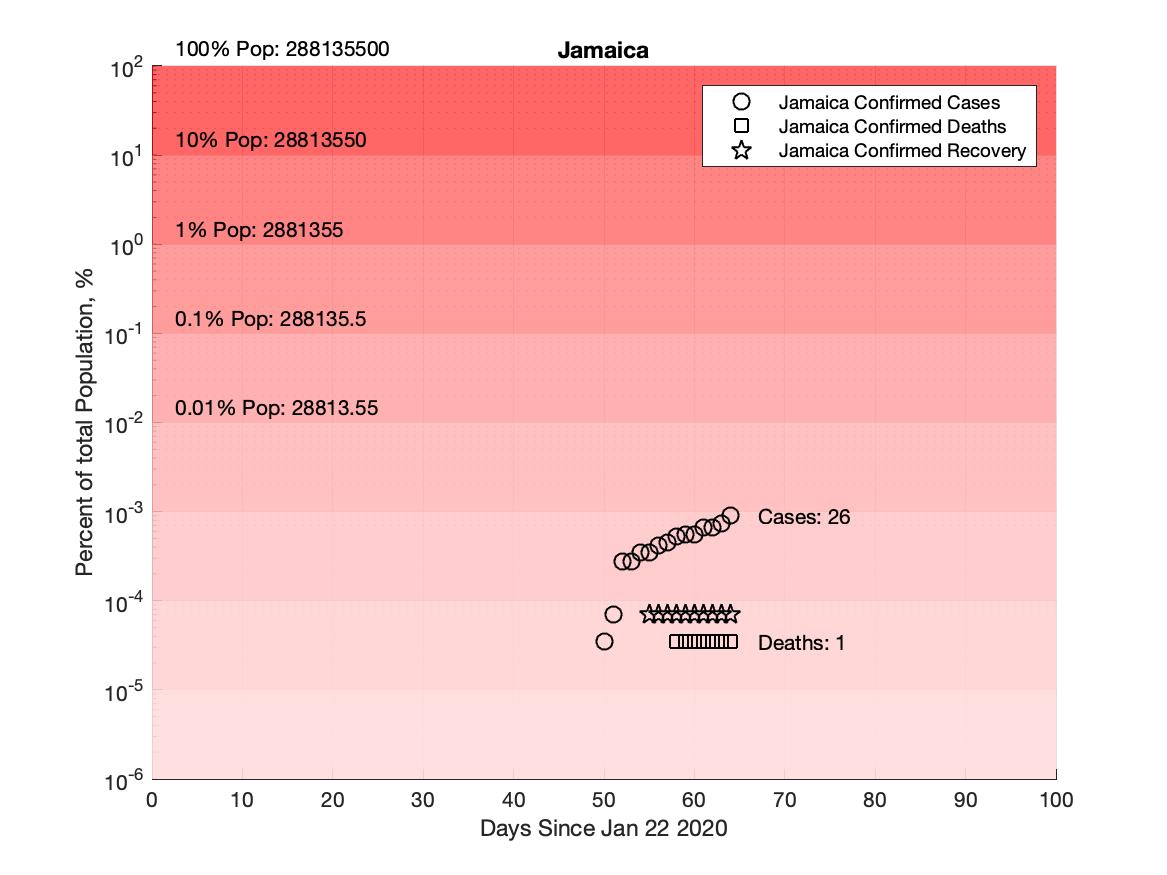 100% Pop: 288135500
Jamaica
Jamaica Confirmed Cases
Jamaica Confirmed Deaths
Jamaica Confirmed Recovery
10% Pop: 28813550
1% Pop: 2881355
0.1% Pop: 288135.5
0.01% Pop: 28813.55
10^2
10^1
10^0
10^-1
10^-2
10^-3
10^-4
10^-5
10^-6
Percent of total Population, %
Cases: 26
Deaths: 1
0 10 20 30 40 50 60 70 80 90 100
Days Since Jan 22 2020